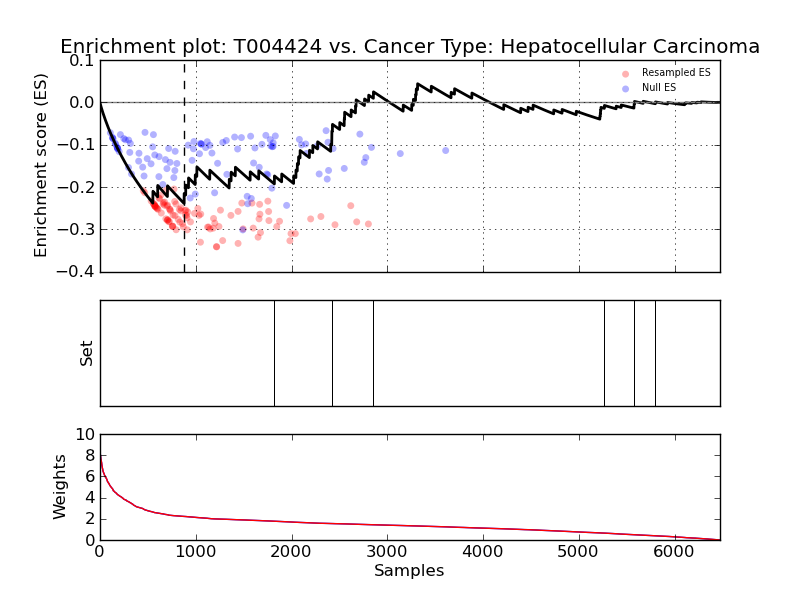 Enrichment plot: T004424 vs. Cancer Type: Hepatocellular Carcinoma
Enrichment score (ES)
0.1
0.0
−0.1
−0.2
−0.3
−0.4
Resampled ES
Null ES
Set
Weights
10
8
6
4
2
0
0 1000 2000 3000 4000 5000 6000
Samples